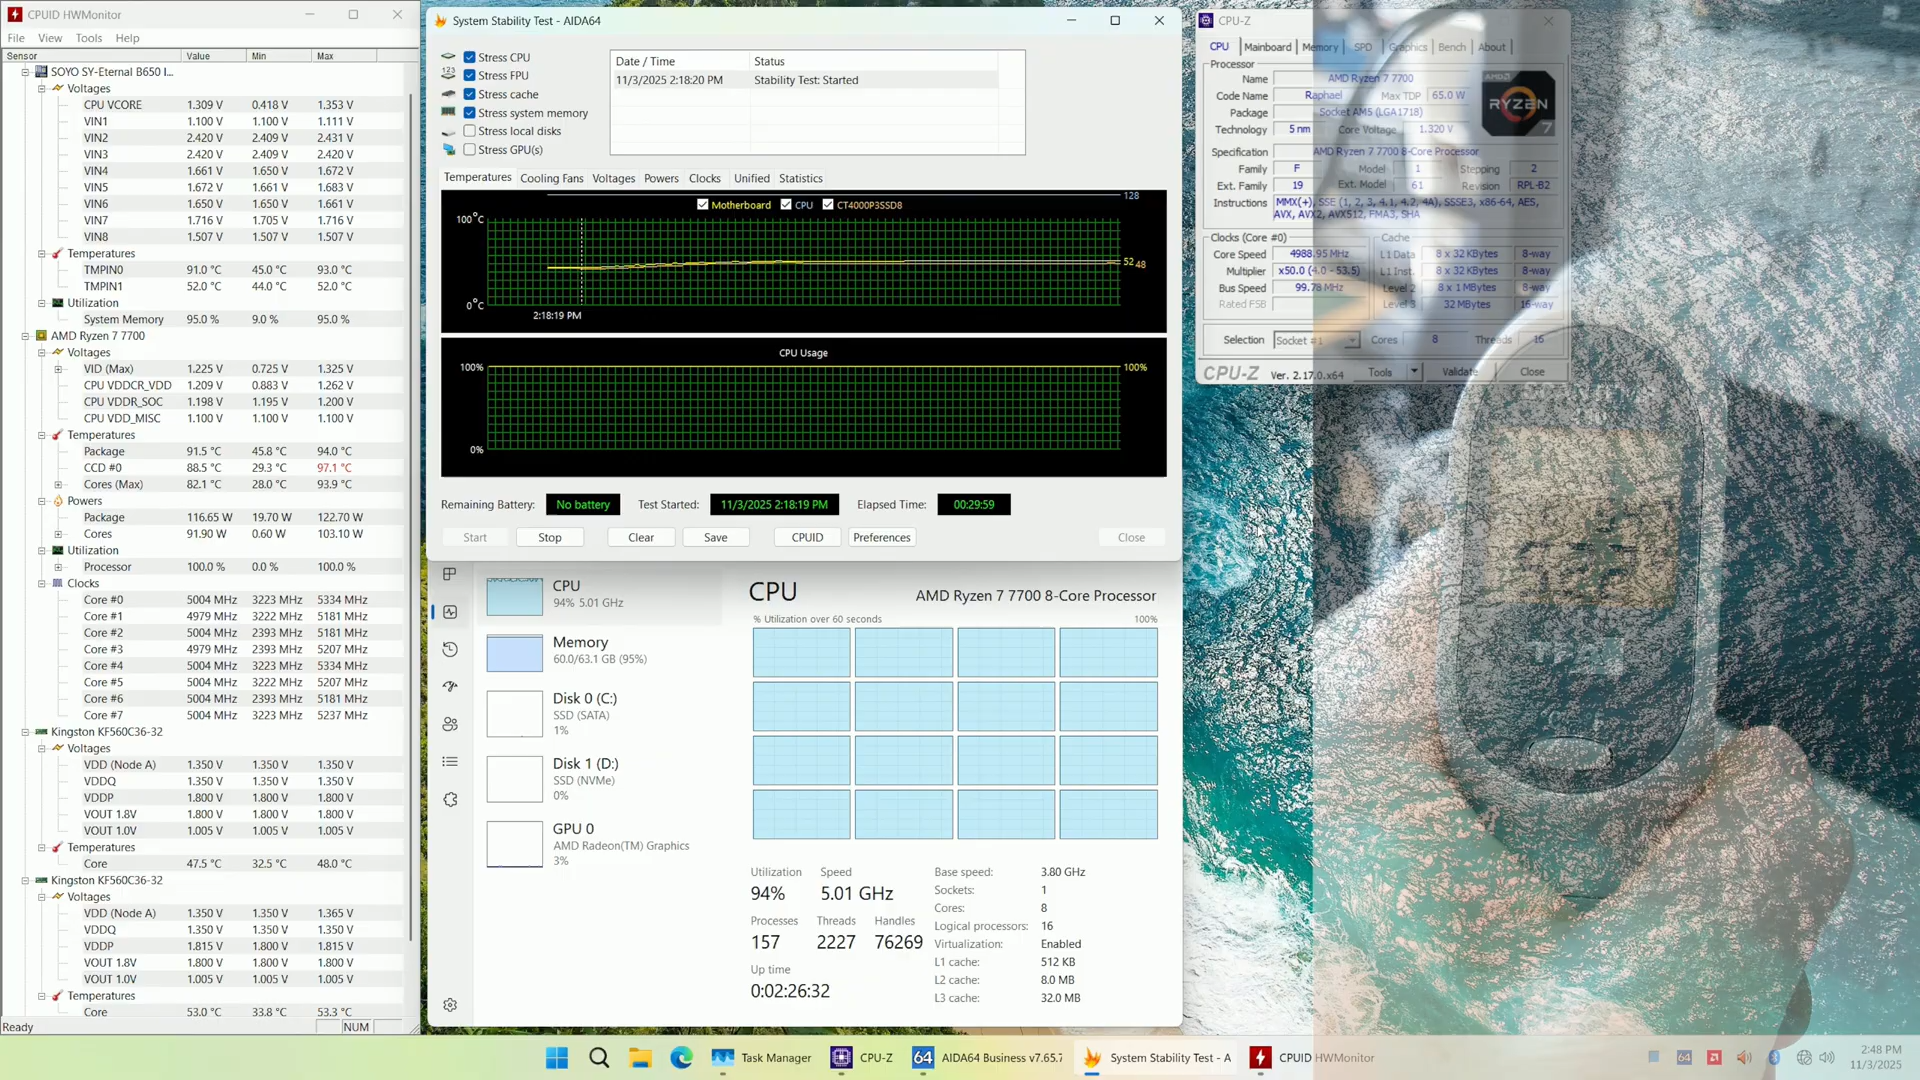 CPUID HWMonitor
File View Tools Help
Sensor Value Min Max
SOYO SY-Eternal B650 I...
Voltages
CPU VCORE 1.309 V 0.418 V 1.353 V
VIN1 1.100 V 1.100 V 1.111 V
VIN2 2.420 V 2.409 V 2.431 V
VIN3 2.420 V 2.409 V 2.420 V
VIN4 1.661 V 1.650 V 1.672 V
VIN5 1.672 V 1.661 V 1.683 V
VIN6 1.650 V 1.650 V 1.661 V
VIN7 1.716 V 1.705 V 1.716 V
VIN8 1.507 V 1.507 V 1.507 V
Temperatures
TMPIN0 91.0 °C 45.0 °C 93.0 °C
TMPIN1 52.0 °C 44.0 °C 52.0 °C
Utilization
System Memory 95.0 % 9.0 % 95.0 %
AMD Ryzen 7 7700
Voltages
VID (Max) 1.225 V 0.725 V 1.325 V
CPU VDDCR_VDD 1.209 V 0.883 V 1.262 V
CPU VDDR_SOC 1.198 V 1.195 V 1.200 V
CPU VDD_MISC 1.100 V 1.100 V 1.100 V
Temperatures
Package 91.5 °C 45.8 °C 94.0 °C
CCD #0 88.5 °C 29.3 °C 97.1 °C
Cores (Max) 82.1 °C 28.0 °C 93.9 °C
Powers
Package 116.65 W 19.70 W 122.70 W
Cores 91.90 W 0.60 W 103.10 W
Utilization
Processor 100.0 % 0.0 % 100.0 %
Clocks
Core #0 5004 MHz 3223 MHz 5334 MHz
Core #1 4979 MHz 3222 MHz 5181 MHz
Core #2 5004 MHz 2393 MHz 5181 MHz
Core #3 4979 MHz 2393 MHz 5207 MHz
Core #4 5004 MHz 3223 MHz 5334 MHz
Core #5 5004 MHz 3222 MHz 5207 MHz
Core #6 5004 MHz 2393 MHz 5181 MHz
Core #7 5004 MHz 3223 MHz 5237 MHz
Kingston KF560C36-32
Voltages
VDD (Node A) 1.350 V 1.350 V 1.350 V
VDDQ 1.350 V 1.350 V 1.350 V
VDDP 1.800 V 1.800 V 1.800 V
VOUT 1.8V 1.800 V 1.800 V 1.800 V
VOUT 1.0V 1.005 V 1.005 V 1.005 V
Temperatures
Core 47.5 °C 32.5 °C 48.0 °C
Kingston KF560C36-32
Voltages
VDD (Node A) 1.350 V 1.350 V 1.365 V
VDDQ 1.350 V 1.350 V 1.350 V
VDDP 1.815 V 1.800 V 1.815 V
VOUT 1.8V 1.800 V 1.800 V 1.800 V
VOUT 1.0V 1.005 V 1.005 V 1.005 V
Temperatures
Core 53.0 °C 33.8 °C 53.3 °C
Ready NUM
System Stability Test - AIDA64
Stress CPU
Stress FPU
Stress cache
Stress system memory
Stress local disks
Stress GPU(s)
Date / Time Status
11/3/2025 2:18:20 PM Stability Test: Started
Temperatures Cooling Fans Voltages Powers Clocks Unified Statistics
128
Motherboard CPU CT4000P3SSD8
100°C
52 48
0°C
2:18:19 PM
CPU Usage
100% 100%
0%
Remaining Battery: No battery Test Started: 11/3/2025 2:18:19 PM Elapsed Time: 00:29:59
Start Stop Clear Save CPUID Preferences Close
CPU
94% 5.01 GHz
Memory
60.0/63.1 GB (95%)
Disk 0 (C:)
SSD (SATA)
1%
Disk 1 (D:)
SSD (NVMe)
0%
GPU 0
AMD Radeon(TM) Graphics
3%
CPU AMD Ryzen 7 7700 8-Core Processor
% Utilization over 60 seconds 100%
Utilization Speed
94% 5.01 GHz
Processes Threads Handles
157 2227 76269
Up time
0:02:26:32
Base speed: 3.80 GHz
Sockets: 1
Cores: 8
Logical processors: 16
Virtualization: Enabled
L1 cache: 512 KB
L2 cache: 8.0 MB
L3 cache: 32.0 MB
CPU-Z
CPU Mainboard Memory SPD Graphics Bench About
Processor
Name AMD Ryzen 7 7700
Code Name Raphael Max TDP 65.0 W
Package Socket AM5 (LGA1718)
Technology 5 nm Core Voltage 1.320 V
AMD
RYZEN
7
Specification AMD Ryzen 7 7700 8-Core Processor
Family F Model 1 Stepping 2
Ext. Family 19 Ext. Model 61 Revision RPL-B2
Instructions MMX(+), SSE (1, 2, 3, 4.1, 4.2, 4A), SSSE3, x86-64, AES,
AVX, AVX2, AVX512, FMA3, SHA
Clocks (Core #0) Cache
Core Speed 4988.95 MHz L1 Data 8 x 32 KBytes 8-way
Multiplier x50.0 (4.0 - 53.5) L1 Inst. 8 x 32 KBytes 8-way
Bus Speed 99.78 MHz Level 2 8 x 1 MBytes 8-way
Rated FSB Level 3 32 MBytes 16-way
Selection Socket #1 Cores 8 Threads 16
CPU-Z Ver. 2.17.0.x64 Tools Validate Close
Task Manager CPU-Z 64 AIDA64 Business v7.65.7 System Stability Test - A CPUID HWMonitor
64
2:48 PM
11/3/2025